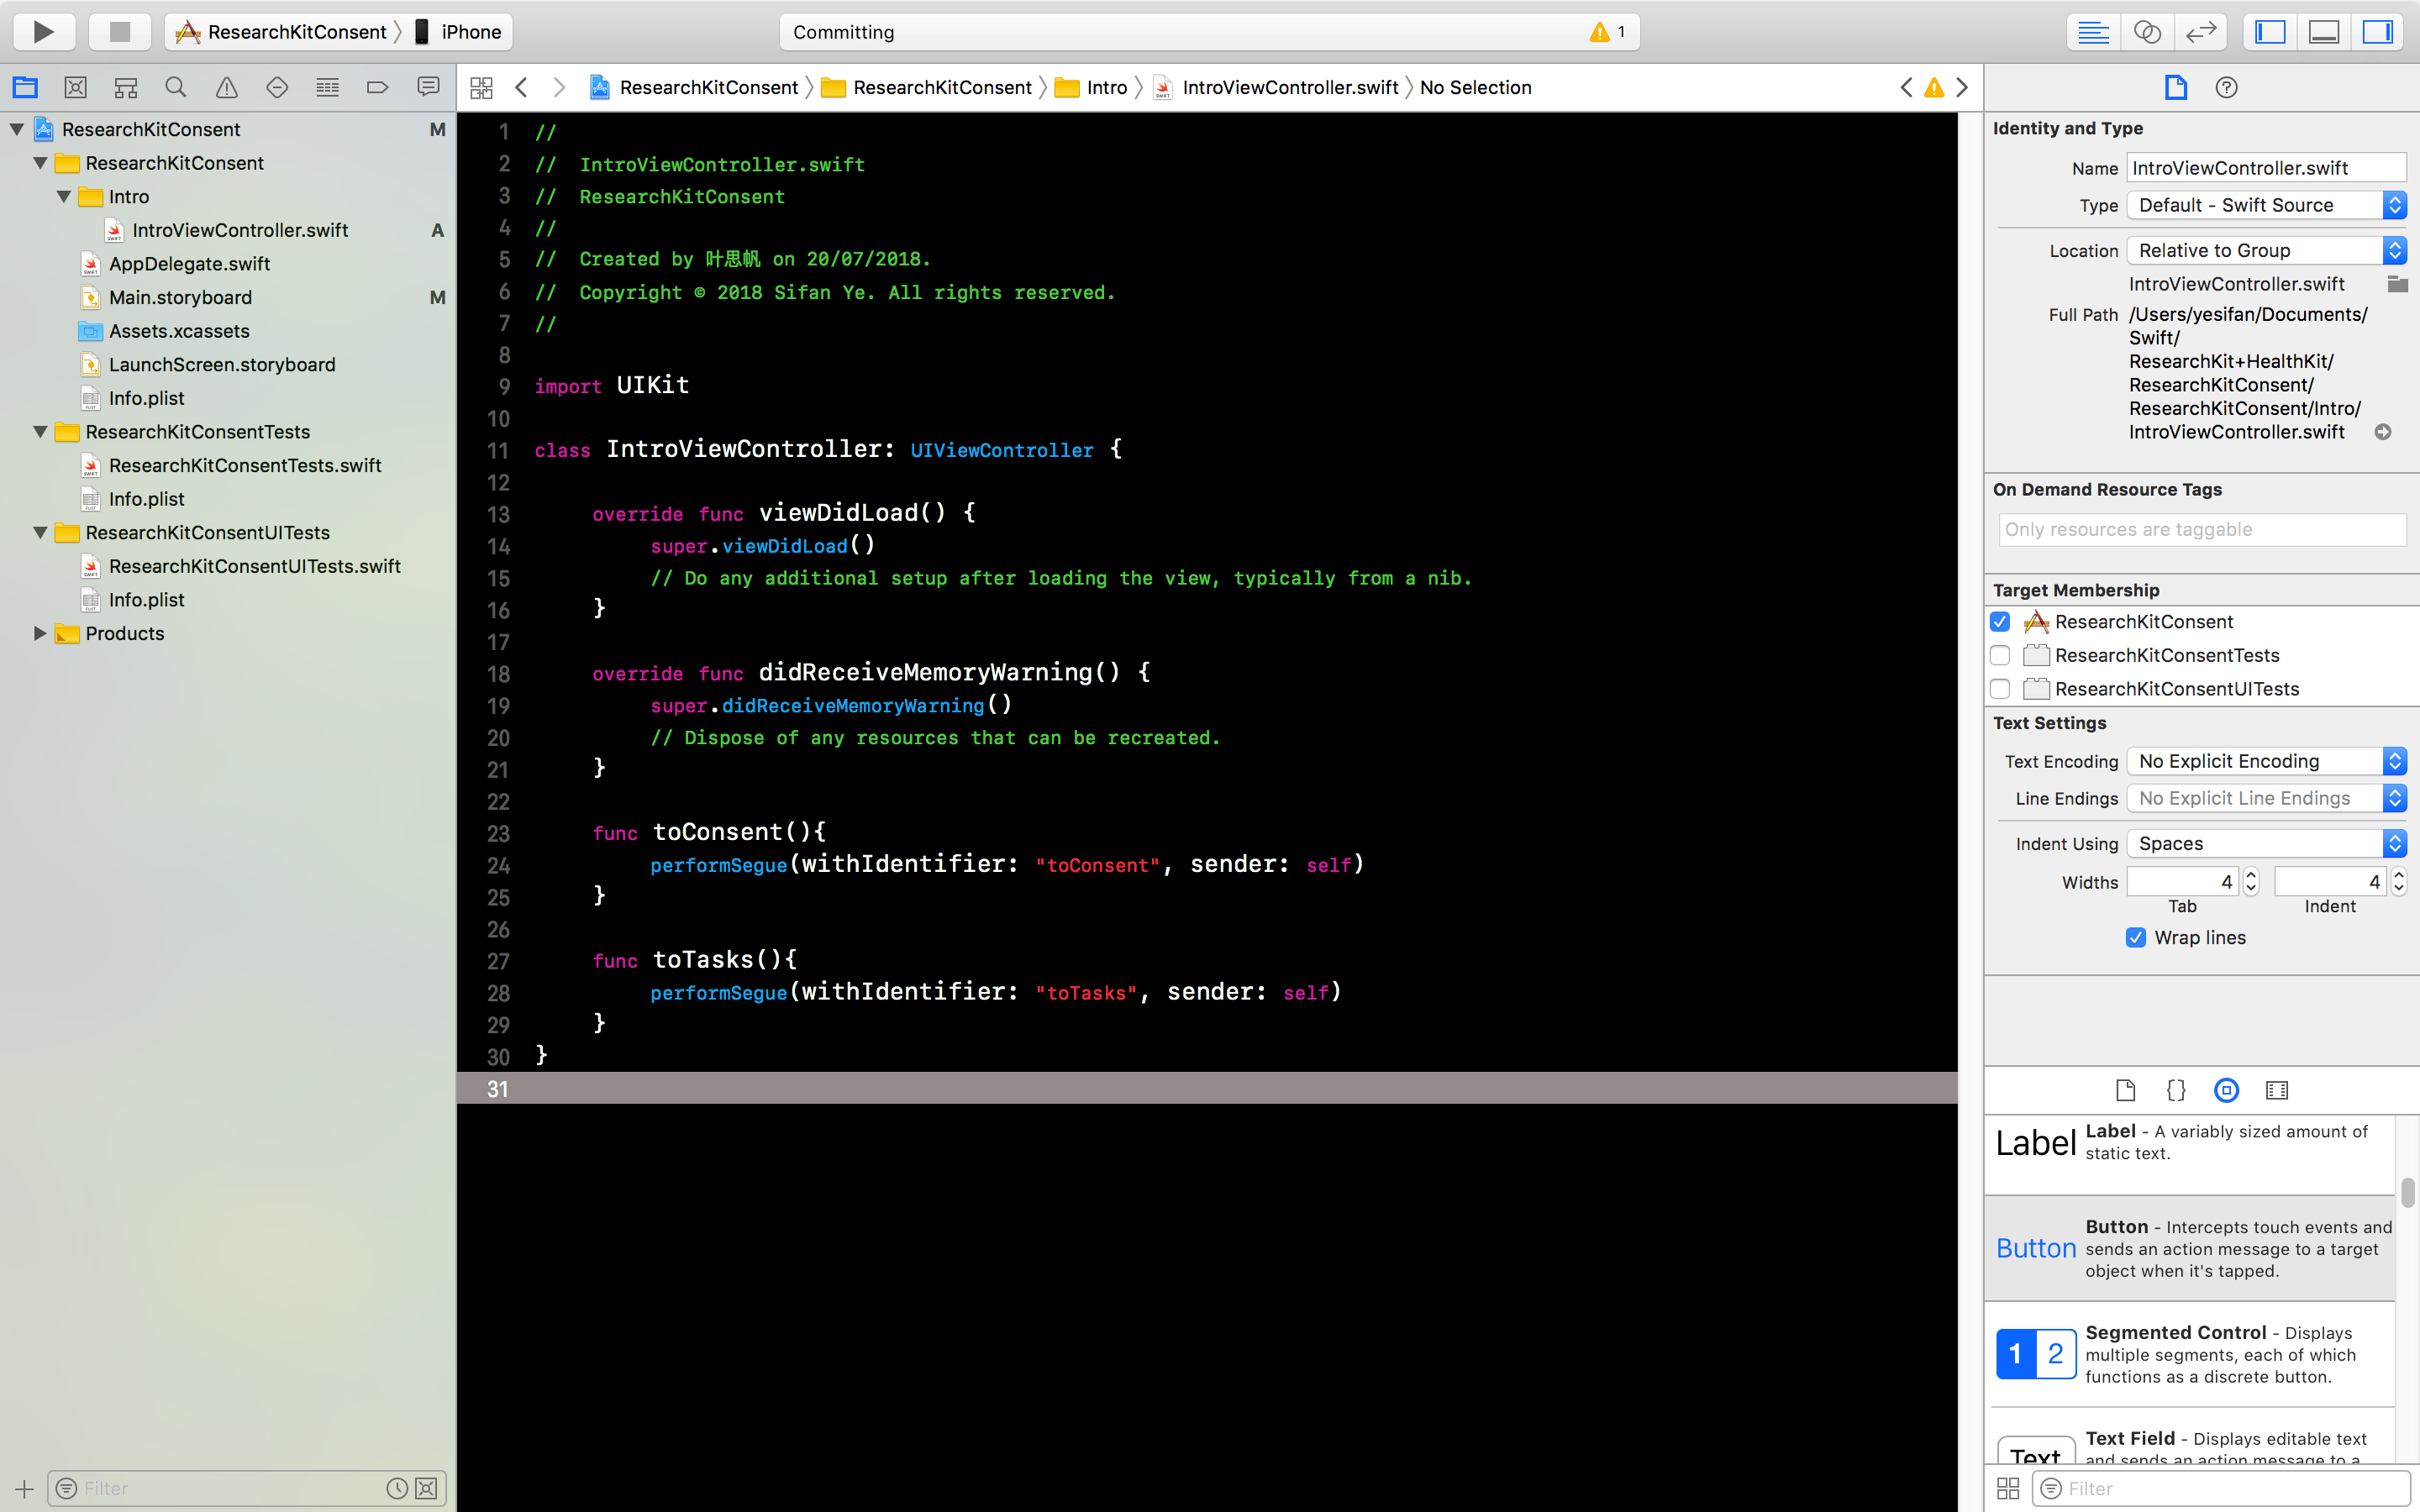 ResearchKitConsent 〉 iPhone
Committing 1
ResearchKitConsent 〉 ResearchKitConsent 〉 Intro 〉 IntroViewController.swift 〉 No Selection
ResearchKitConsent M
ResearchKitConsent
Intro
IntroViewController.swift A
AppDelegate.swift
Main.storyboard M
Assets.xcassets
LaunchScreen.storyboard
Info.plist
ResearchKitConsentTests
ResearchKitConsentTests.swift
Info.plist
ResearchKitConsentUITests
ResearchKitConsentUITests.swift
Info.plist
Products
Filter
1 //
2 //  IntroViewController.swift
3 //  ResearchKitConsent
4 //
5 //  Created by 叶思帆 on 20/07/2018.
6 //  Copyright © 2018 Sifan Ye. All rights reserved.
7 //
8
9 import UIKit
10
11 class IntroViewController: UIViewController {
12
13     override func viewDidLoad() {
14         super.viewDidLoad()
15         // Do any additional setup after loading the view, typically from a nib.
16     }
17
18     override func didReceiveMemoryWarning() {
19         super.didReceiveMemoryWarning()
20         // Dispose of any resources that can be recreated.
21     }
22
23     func toConsent(){
24         performSegue(withIdentifier: "toConsent", sender: self)
25     }
26
27     func toTasks(){
28         performSegue(withIdentifier: "toTasks", sender: self)
29     }
30 }
31
Identity and Type
Name IntroViewController.swift
Type Default - Swift Source
Location Relative to Group
IntroViewController.swift
Full Path /Users/yesifan/Documents/
Swift/
ResearchKit+HealthKit/
ResearchKitConsent/
ResearchKitConsent/Intro/
IntroViewController.swift
On Demand Resource Tags
Only resources are taggable
Target Membership
ResearchKitConsent
ResearchKitConsentTests
ResearchKitConsentUITests
Text Settings
Text Encoding No Explicit Encoding
Line Endings No Explicit Line Endings
Indent Using Spaces
Widths 4 4
Tab Indent
Wrap lines
{}
Label Label - A variably sized amount of
static text.
Button - Intercepts touch events and
Button sends an action message to a target
object when it's tapped.
Segmented Control - Displays
1 2 multiple segments, each of which
functions as a discrete button.
Text Field - Displays editable text
Text and sends an action message to a
Filter